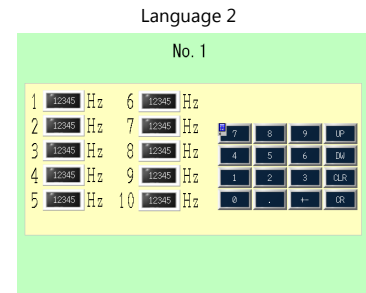 Language 2
No. 1
1 12345 Hz 6 12345 Hz
2 12345 Hz 7 12345 Hz 7 8 9 UP
3 12345 Hz 8 12345 Hz 4 5 6 DW
4 12345 Hz 9 12345 Hz 1 2 3 CLR
5 12345 Hz 10 12345 Hz 0 . +- CR